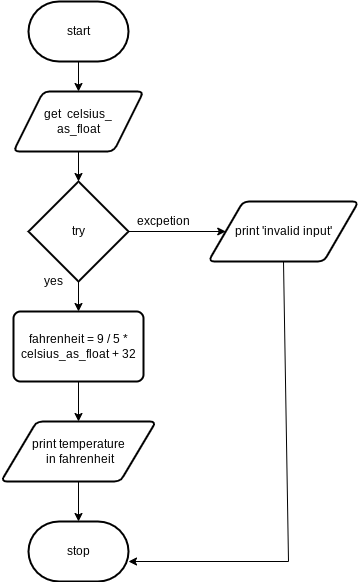 start
get  celsius_
as_float
try
excpetion
print 'invalid input'
yes
fahrenheit = 9 / 5 *
celsius_as_float + 32
print temperature
in fahrenheit
stop